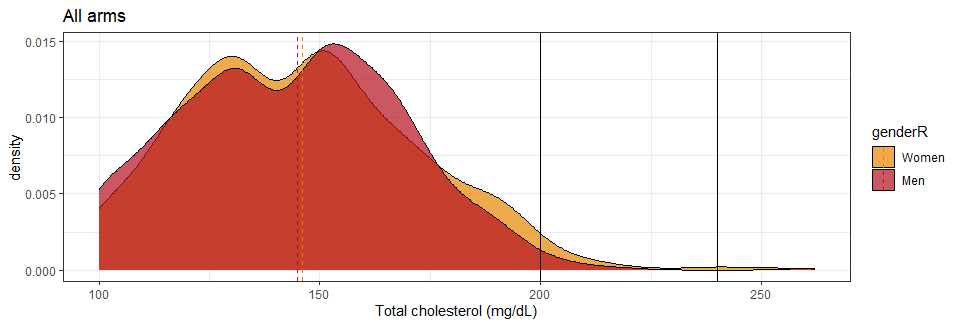 All arms
0.015
0.010
0.005
0.000
density
100
150
200
250
Total cholesterol (mg/dL)
genderR
Women
Men